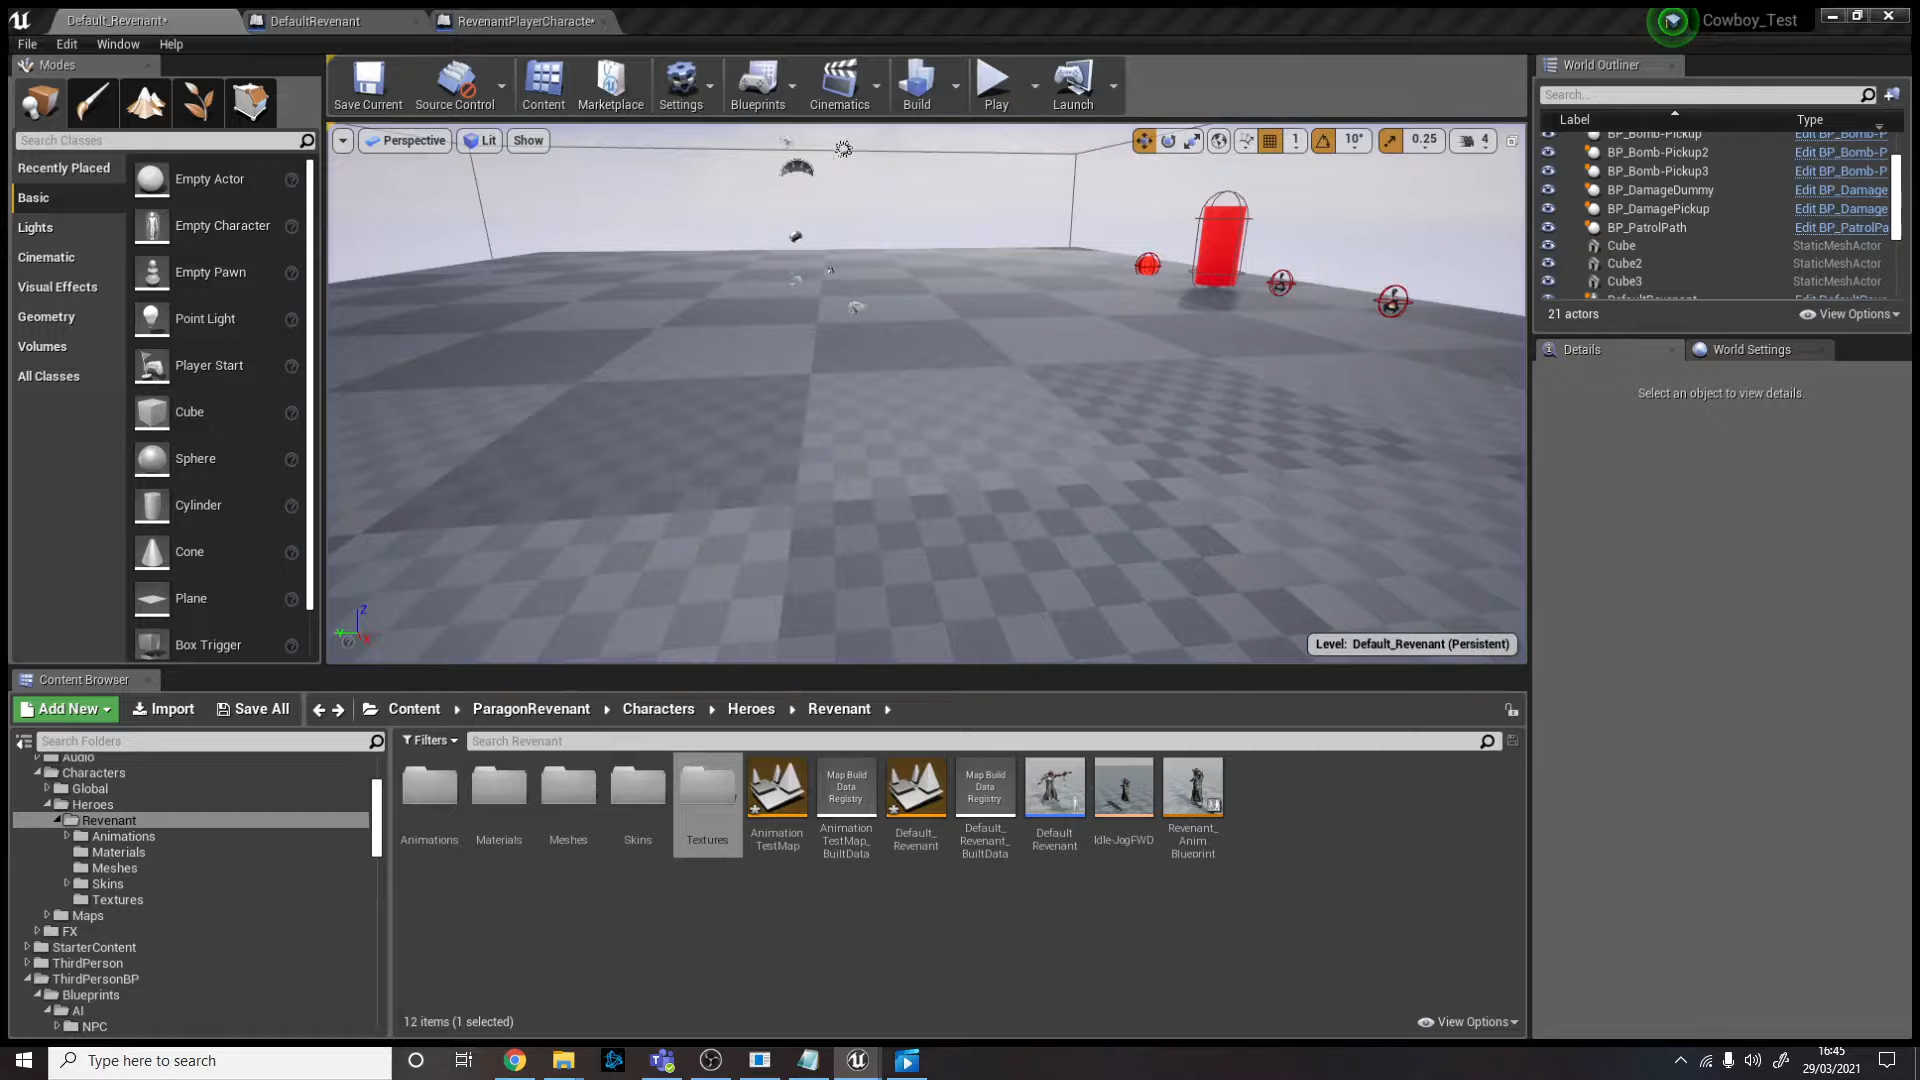 Default_Revenant*
DefaultRevenant
RevenantPlayerCharacte*
Cowboy_Test
File Edit Window Help
Modes
Save Current
Source Control
Content
Marketplace
Settings
Blueprints
Cinematics
Build
Play
Launch
World Outliner
Search...
Label Type
BP_Bomb-Pickup Edit BP_Bomb-P
BP_Bomb-Pickup2 Edit BP_Bomb-P
BP_Bomb-Pickup3 Edit BP_Bomb-P
BP_DamageDummy Edit BP_Damage
BP_DamagePickup Edit BP_Damage
BP_PatrolPath Edit BP_PatrolPa
Cube StaticMeshActor
Cube2 StaticMeshActor
Cube3 StaticMeshActor
21 actors
View Options
Search Classes
Recently Placed
Basic
Lights
Cinematic
Visual Effects
Geometry
Volumes
All Classes
Empty Actor
Empty Character
Empty Pawn
Point Light
Player Start
Cube
Sphere
Cylinder
Cone
Plane
Box Trigger
Perspective
Lit
Show
1
10°
0.25
4
Z
Y
X
Level: Default_Revenant (Persistent)
Details
World Settings
Select an object to view details.
Content Browser
Add New
Import
Save All
Content
ParagonRevenant
Characters
Heroes
Revenant
Search Folders
Filters
Search Revenant
Audio
Characters
Global
Heroes
Revenant
Animations
Materials
Meshes
Skins
Textures
Maps
FX
StarterContent
ThirdPerson
ThirdPersonBP
Blueprints
AI
NPC
Animations
Materials
Meshes
Skins
Textures
Animation
TestMap
Map Build
Data
Registry
Animation
TestMap_
BuiltData
Default_
Revenant
Map Build
Data
Registry
Default_
Revenant_
BuiltData
Default
Revenant
Idle-JogFWD
Revenant_
Anim
Blueprint
12 items (1 selected)
View Options
Type here to search
16:45
29/03/2021